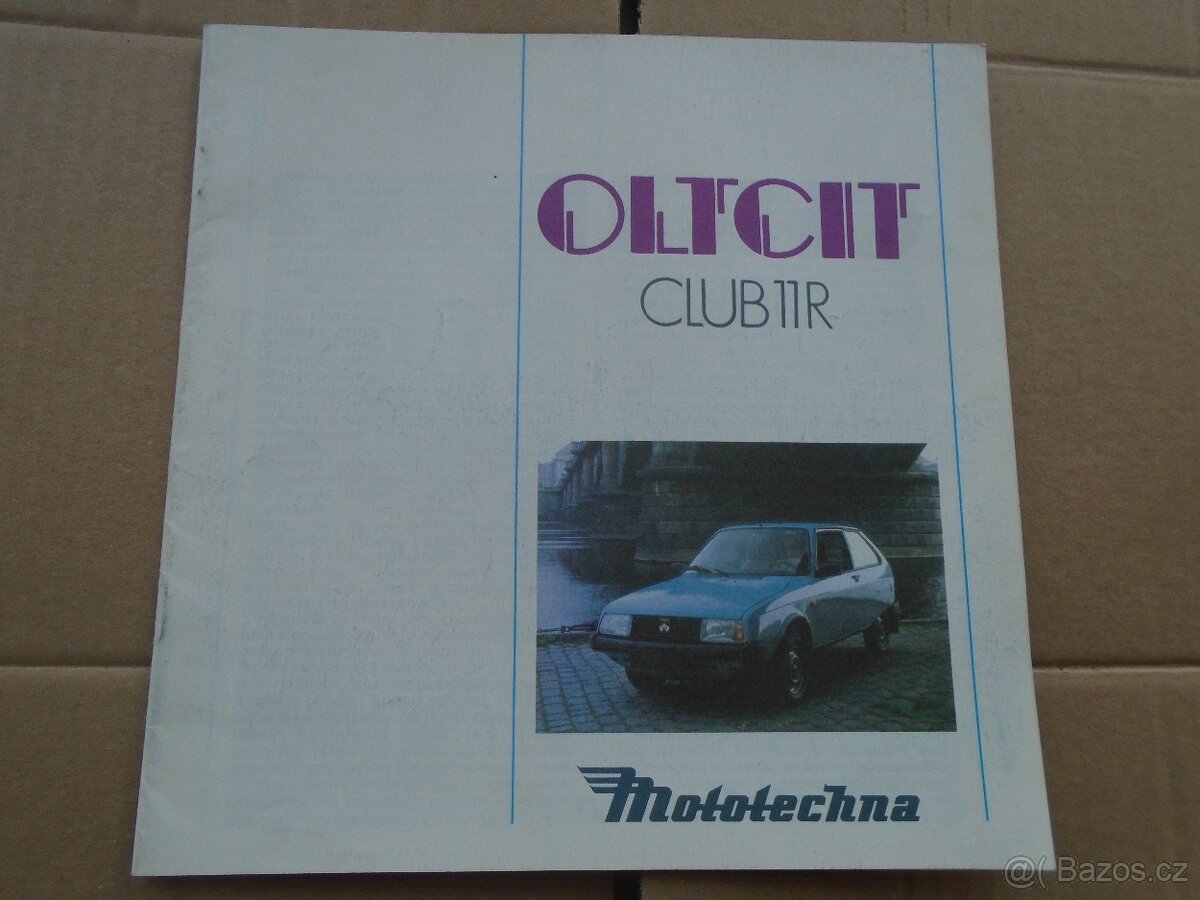 OLTCIT
CLUB 11R
Mototechna
@( Bazos.cz